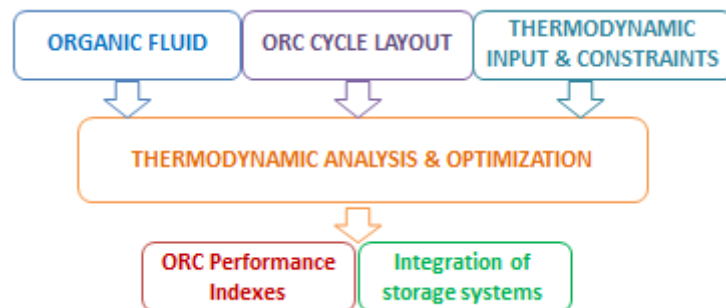 ORGANIC FLUID
ORC CYCLE LAYOUT
THERMODYNAMIC
INPUT & CONSTRAINTS
THERMODYNAMIC ANALYSIS & OPTIMIZATION
ORC Performance
Indexes
Integration of
storage systems